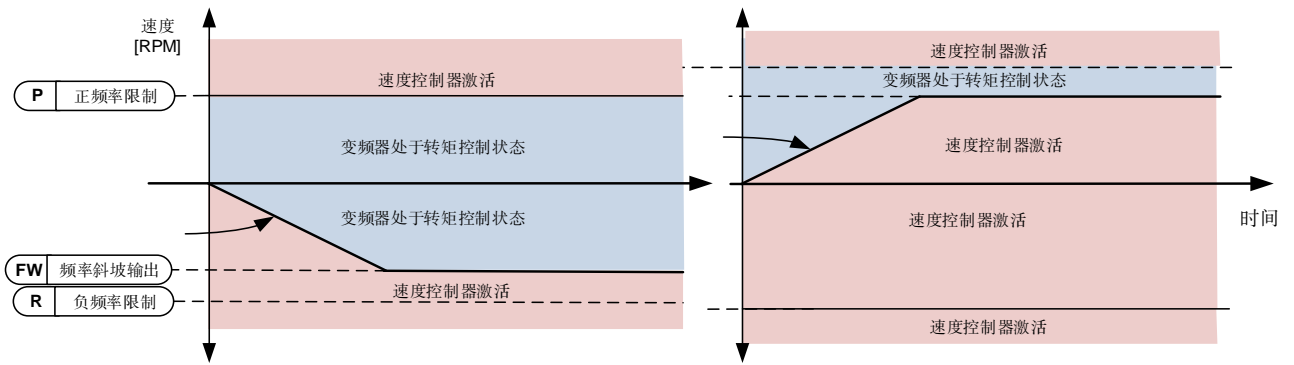 速度
[RPM]
速度控制器激活
P 正频率限制
变频器处于转矩控制状态
变频器处于转矩控制状态
FW 频率斜坡输出
速度控制器激活
R 负频率限制
速度控制器激活
变频器处于转矩控制状态
速度控制器激活
速度控制器激活
时间
速度控制器激活